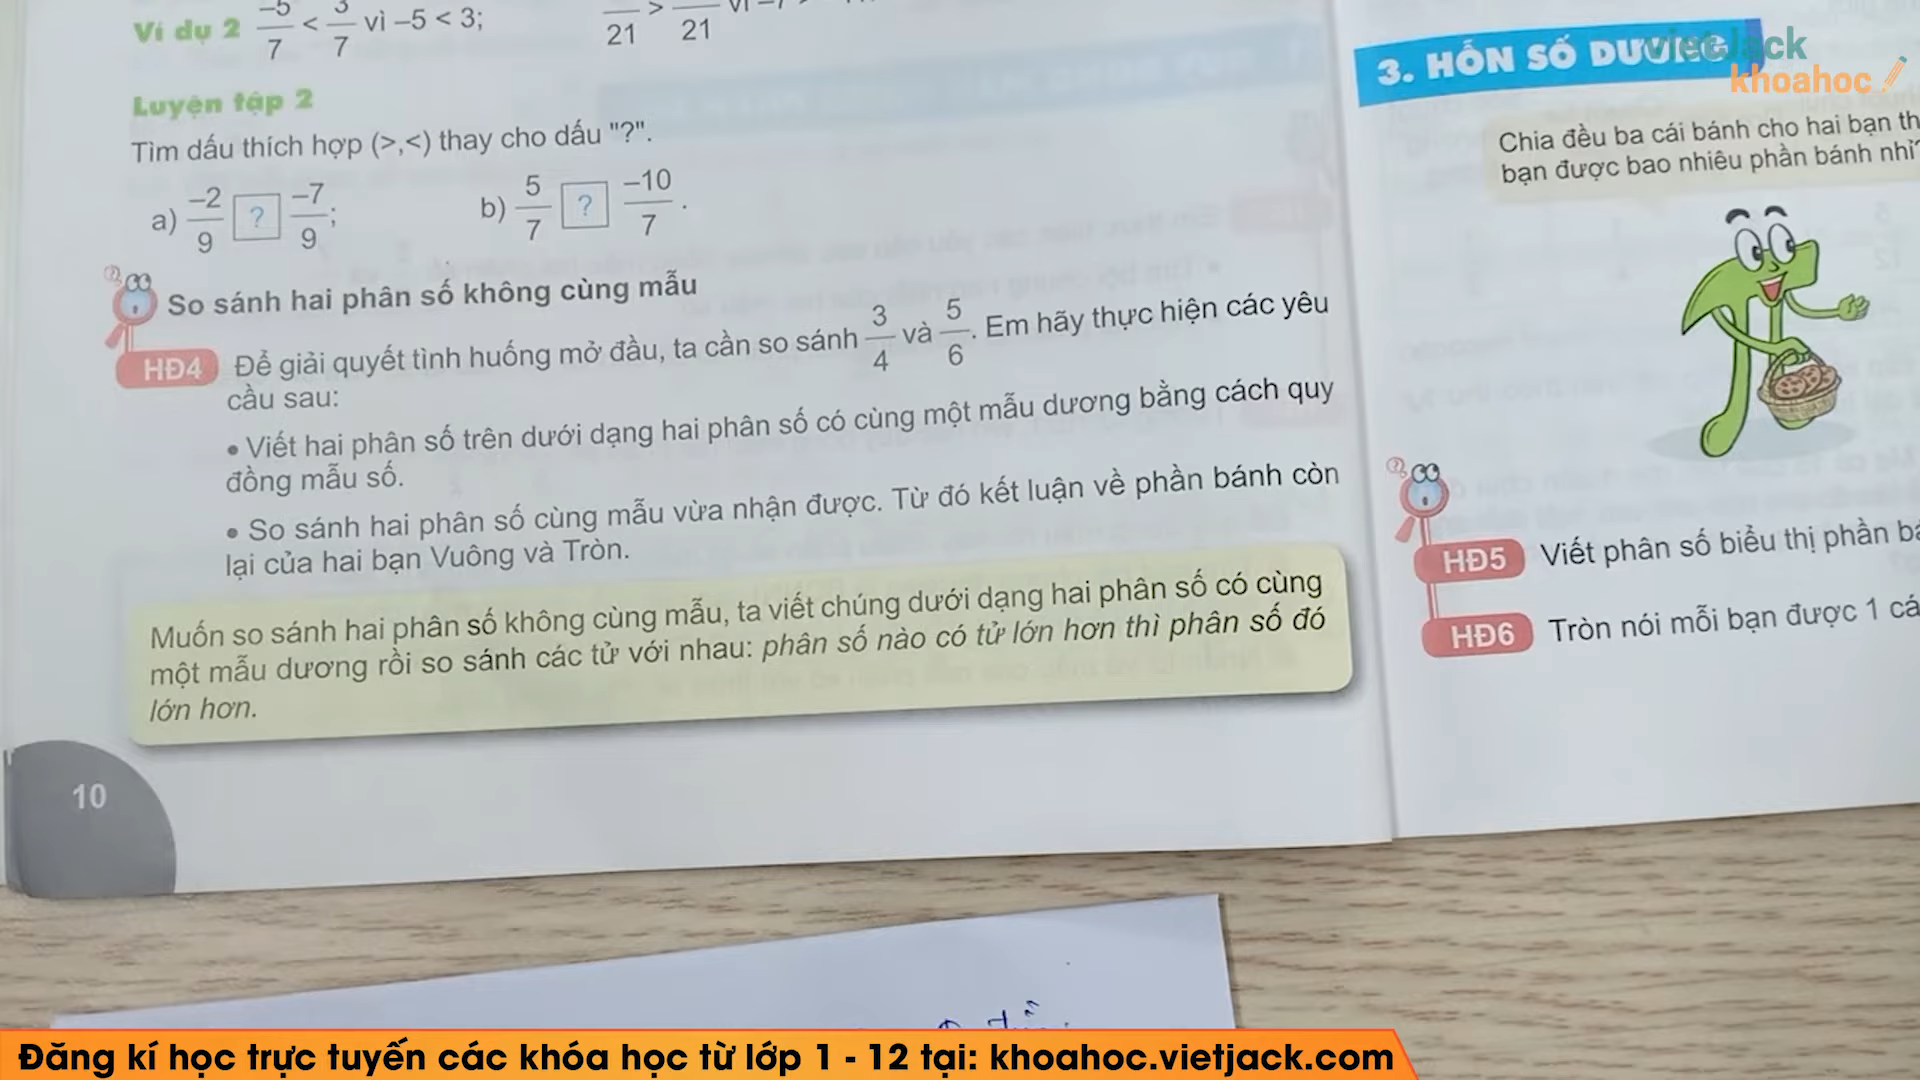 Ví dụ 2 −5/7 < 3/7 vì −5 < 3; /21 > /21 vì
Luyện tập 2
Tìm dấu thích hợp (>,<) thay cho dấu "?".
a) −2/9 ? −7/9; b) 5/7 ? −10/7.
So sánh hai phân số không cùng mẫu
HĐ4 Để giải quyết tình huống mở đầu, ta cần so sánh 3/4 và 5/6. Em hãy thực hiện các yêu
cầu sau:
• Viết hai phân số trên dưới dạng hai phân số có cùng một mẫu dương bằng cách quy
đồng mẫu số.
• So sánh hai phân số cùng mẫu vừa nhận được. Từ đó kết luận về phần bánh còn
lại của hai bạn Vuông và Tròn.
Muốn so sánh hai phân số không cùng mẫu, ta viết chúng dưới dạng hai phân số có cùng
một mẫu dương rồi so sánh các tử với nhau: phân số nào có tử lớn hơn thì phân số đó
lớn hơn.
10
3. HỖN SỐ DƯƠNG
vietJack
khoahoc
Chia đều ba cái bánh cho hai bạn th
bạn được bao nhiêu phần bánh nhỉ
HĐ5 Viết phân số biểu thị phần bá
HĐ6 Tròn nói mỗi bạn được 1 cá
Đăng kí học trực tuyến các khóa học từ lớp 1 - 12 tại: khoahoc.vietjack.com